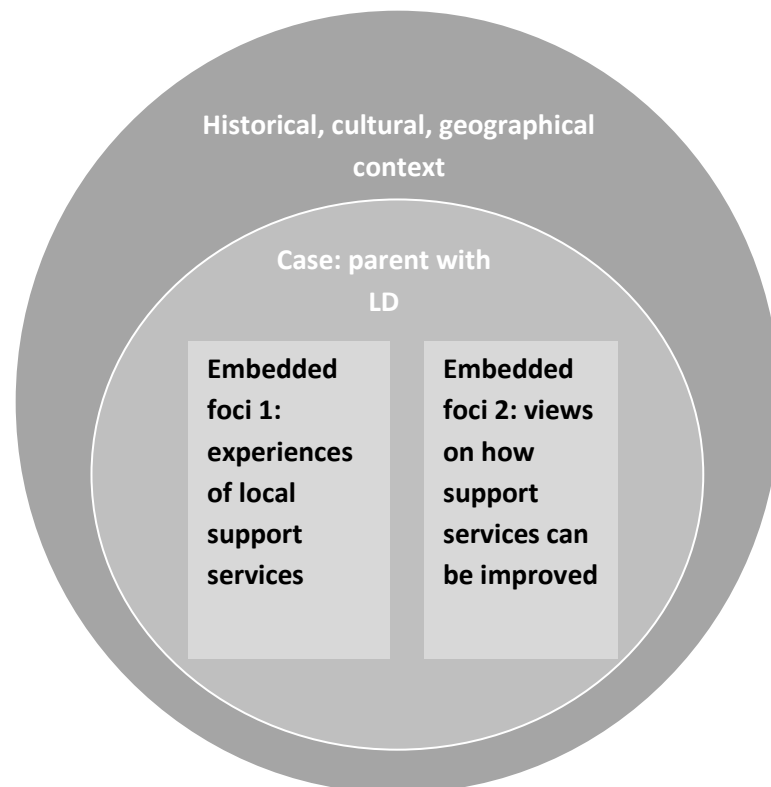 Historical, cultural, geographical
context
Case: parent with
LD
Embedded
foci 1:
experiences
of local
support
services
Embedded
foci 2: views
on how
support
services can
be improved